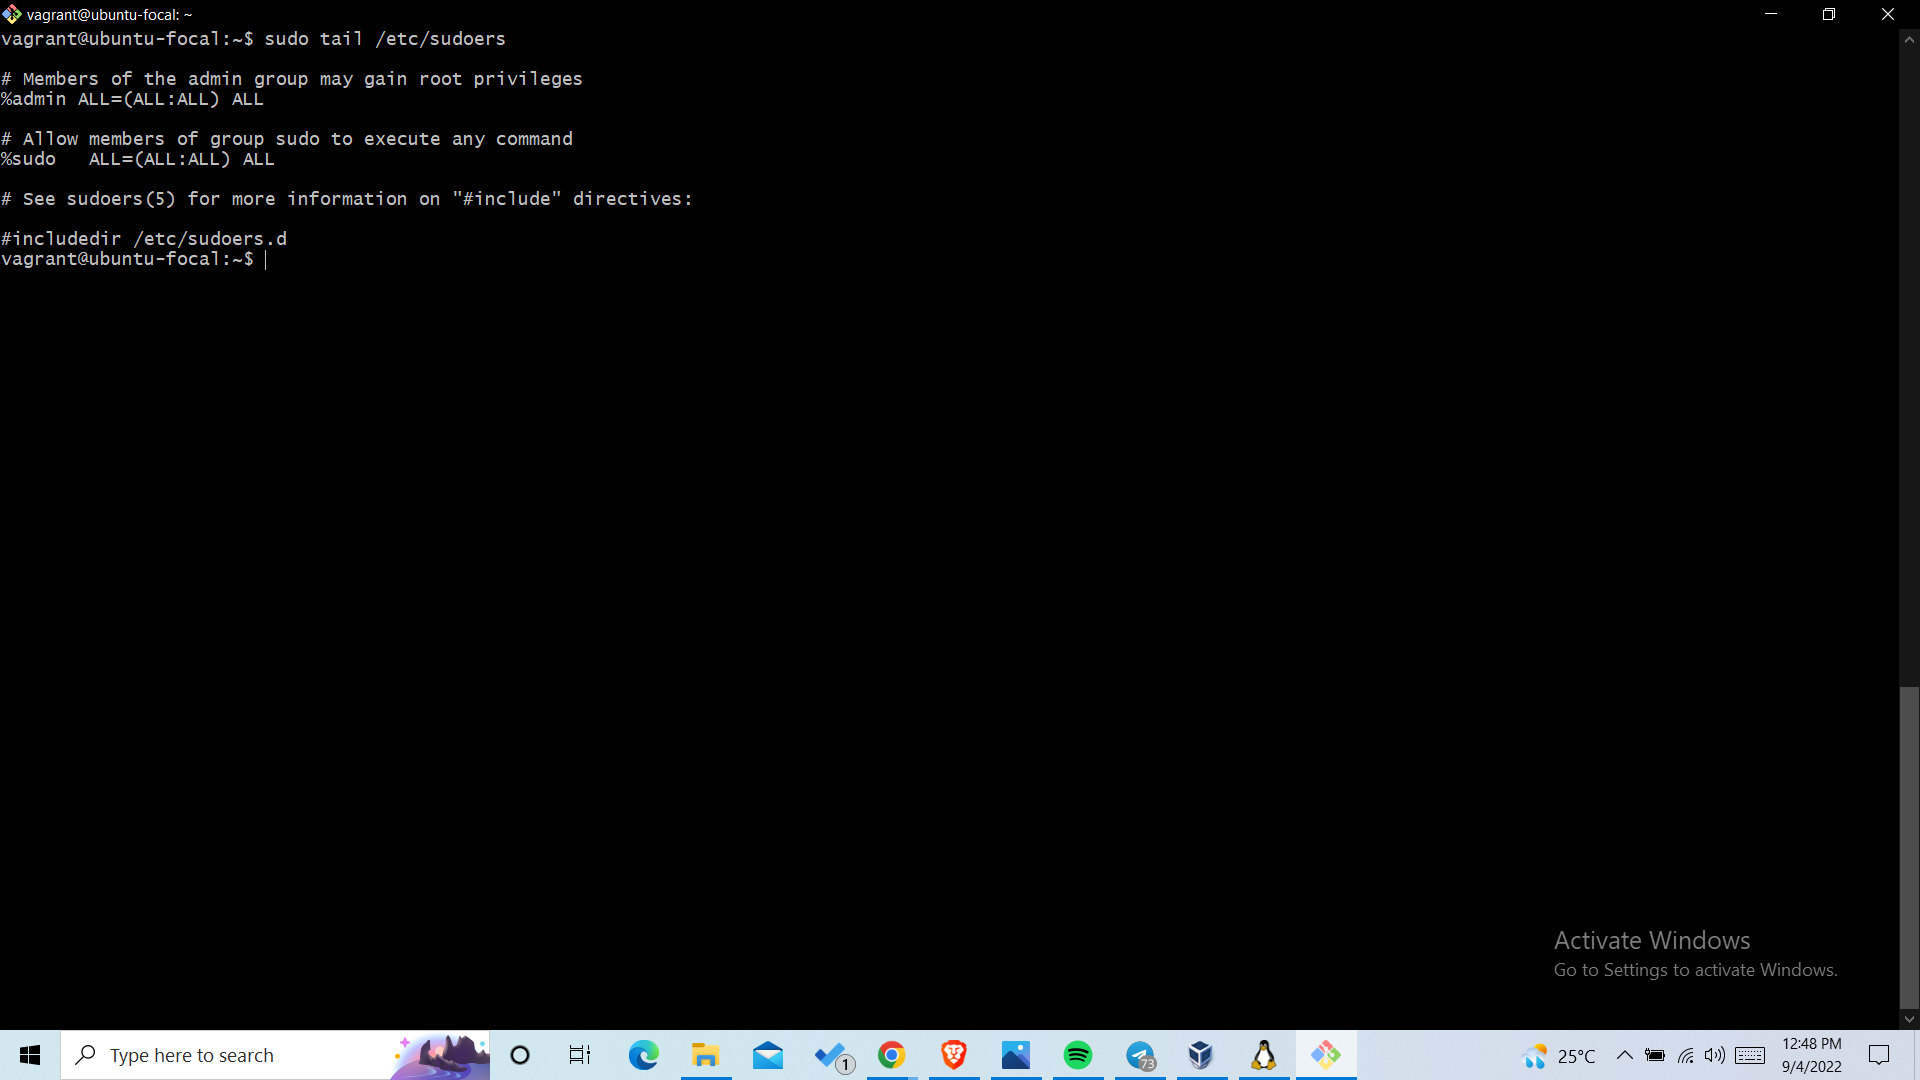 vagrant@ubuntu-focal: ~
vagrant@ubuntu-focal:~$ sudo tail /etc/sudoers
# Members of the admin group may gain root privileges
%admin ALL=(ALL:ALL) ALL
# Allow members of group sudo to execute any command
%sudo   ALL=(ALL:ALL) ALL
# See sudoers(5) for more information on "#include" directives:
#includedir /etc/sudoers.d
vagrant@ubuntu-focal:~$
Activate Windows
Go to Settings to activate Windows.
Type here to search
1
73
25°C
12:48 PM
9/4/2022